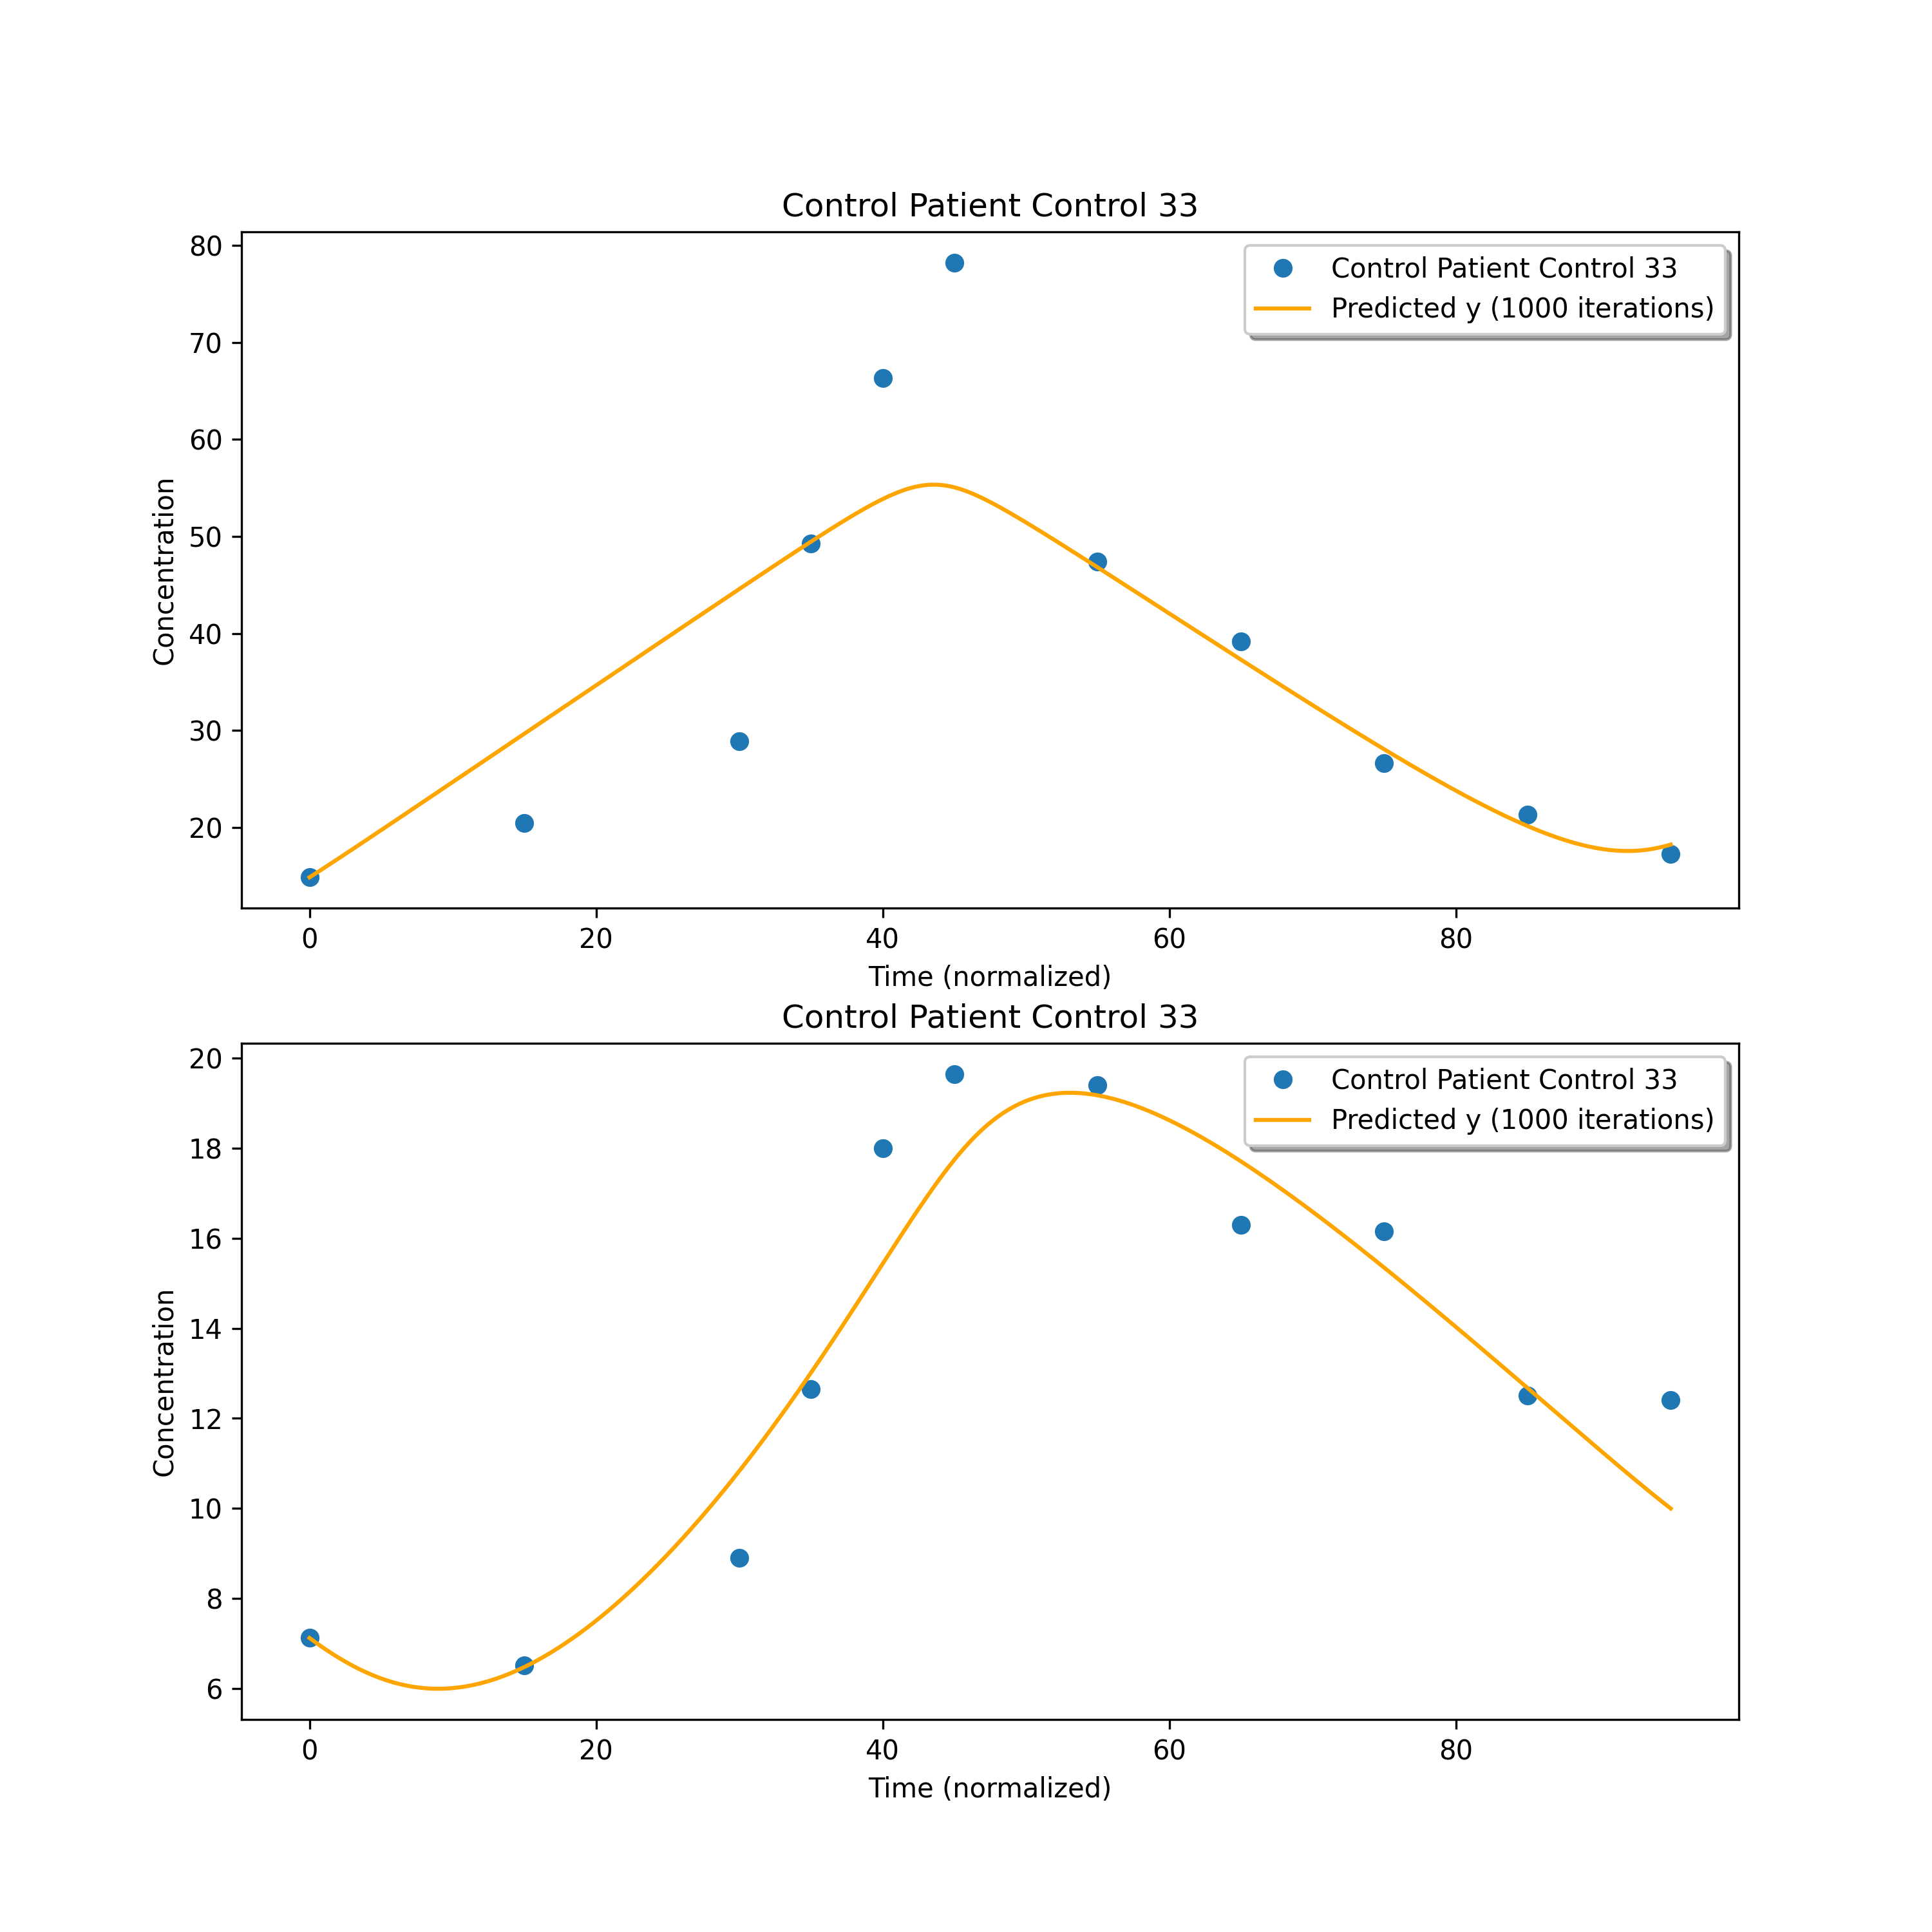 Control Patient Control 33
80
70
60
50
40
30
20
Concentration
Control Patient Control 33
Predicted y (1000 iterations)
0 20 40 60 80
Time (normalized)
Control Patient Control 33
20
18
16
14
12
10
8
6
Concentration
Control Patient Control 33
Predicted y (1000 iterations)
0 20 40 60 80
Time (normalized)